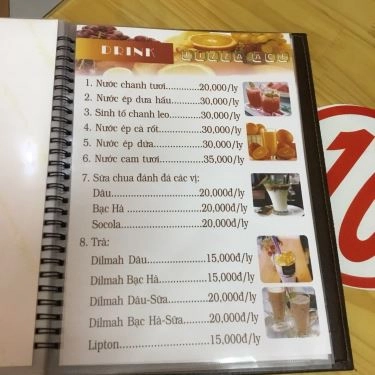 DRINK
PIZZA ACE
1. Nước chanh tươi..........20,000/ly
2. Nước ép dưa hấu..........30,000/ly
3. Sinh tố chanh leo..........30,000/ly
4. Nước ép cà rốt..........30,000/ly
5. Nước ép dứa..........30,000/ly
6. Nước cam tươi..........35,000/ly
7. Sữa chua đánh đá các vị:
Dâu..........20,000đ/ly
Bạc Hà ..........20,000đ/ly
Socola..........20,000đ/ly
8. Trà:
Dilmah Dâu..........15,000đ/ly
Dilmah Bạc Hà..........15,000đ/ly
Dilmah Dâu-Sữa..........20,000đ/ly
Dilmah Bạc Hà-Sữa..........20,000đ/ly
Lipton..........15,000đ/ly